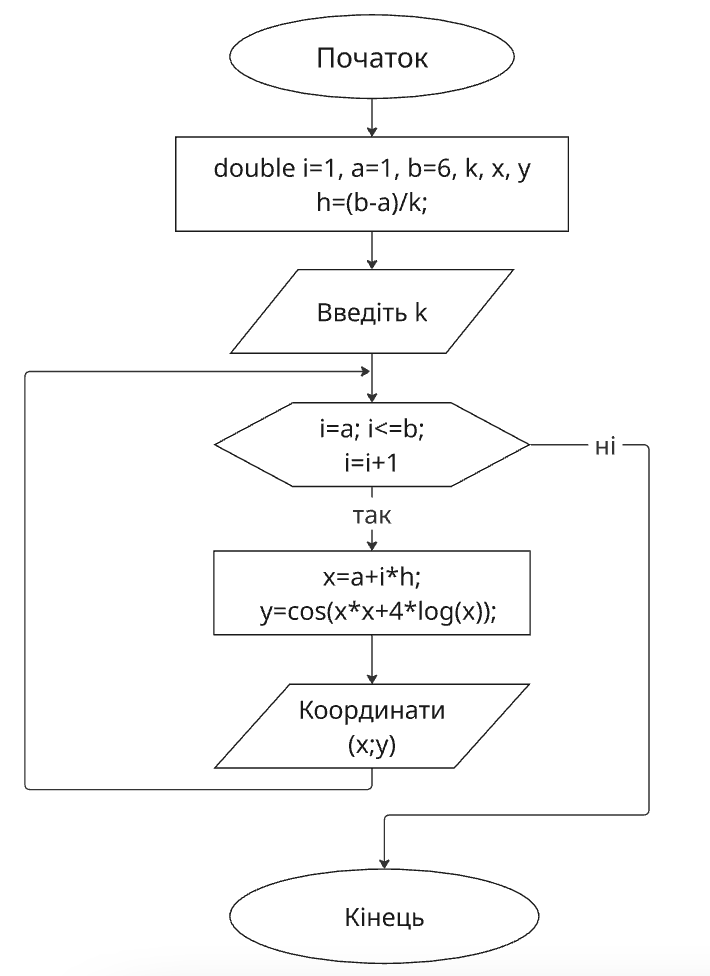 Початок
double i=1, a=1, b=6, k, x, y
h=(b-a)/k;
Введіть k
i=a; i<=b;
i=i+1
ні
так
x=a+i*h;
y=cos(x*x+4*log(x));
Координати
(x;y)
Кінець